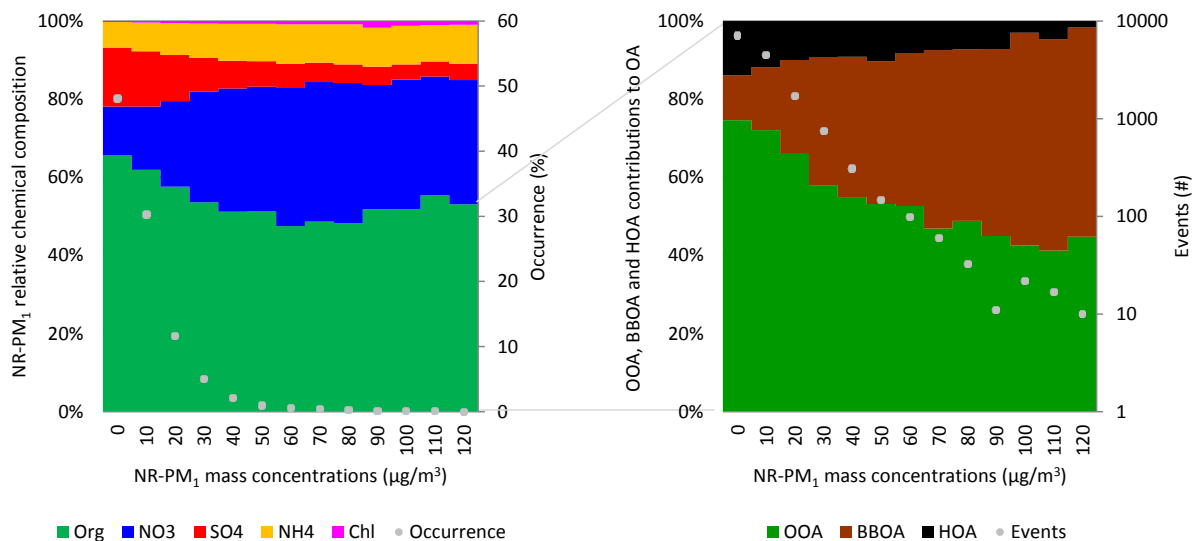 NR-PM1 relative chemical composition
100%
80%
60%
40%
20%
0%
60
50
40
30
20
10
0
Occurrence (%)
0 10 20 30 40 50 60 70 80 90 100 110 120
NR-PM1 mass concentrations (µg/m³)
Org NO3 SO4 NH4 Chl Occurrence
OOA, BBOA and HOA contributions to OA
100%
80%
60%
40%
20%
0%
10000
1000
100
10
1
Events (#)
0 10 20 30 40 50 60 70 80 90 100 110 120
NR-PM1 mass concentrations (µg/m³)
OOA BBOA HOA Events